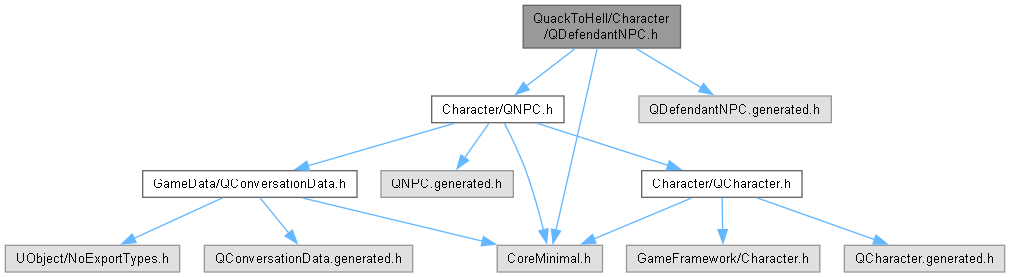 QuackToHell/Character
/QDefendantNPC.h
Character/QNPC.h
QDefendantNPC.generated.h
GameData/QConversationData.h
QNPC.generated.h
Character/QCharacter.h
UObject/NoExportTypes.h
QConversationData.generated.h
CoreMinimal.h
GameFramework/Character.h
QCharacter.generated.h